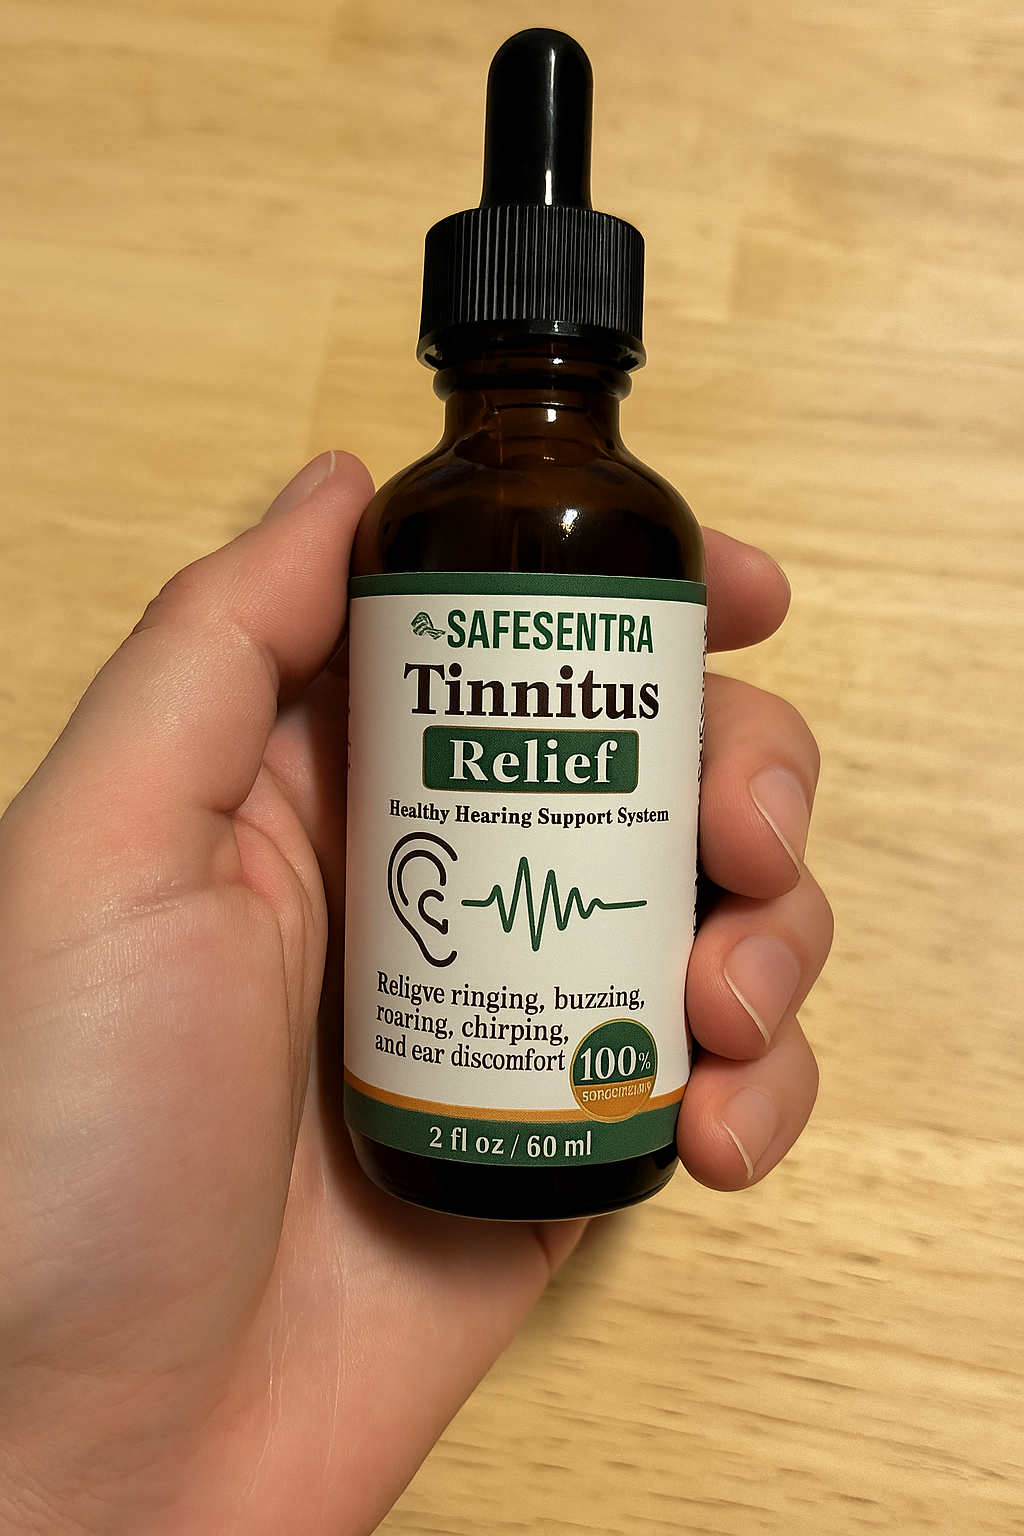 SAFESENTRA
Tinnitus
Relief
Healthy Hearing Support System
Religve ringing, buzzing,
roaring, chirping,
and ear discomfort
100%
2 fl oz / 60 ml